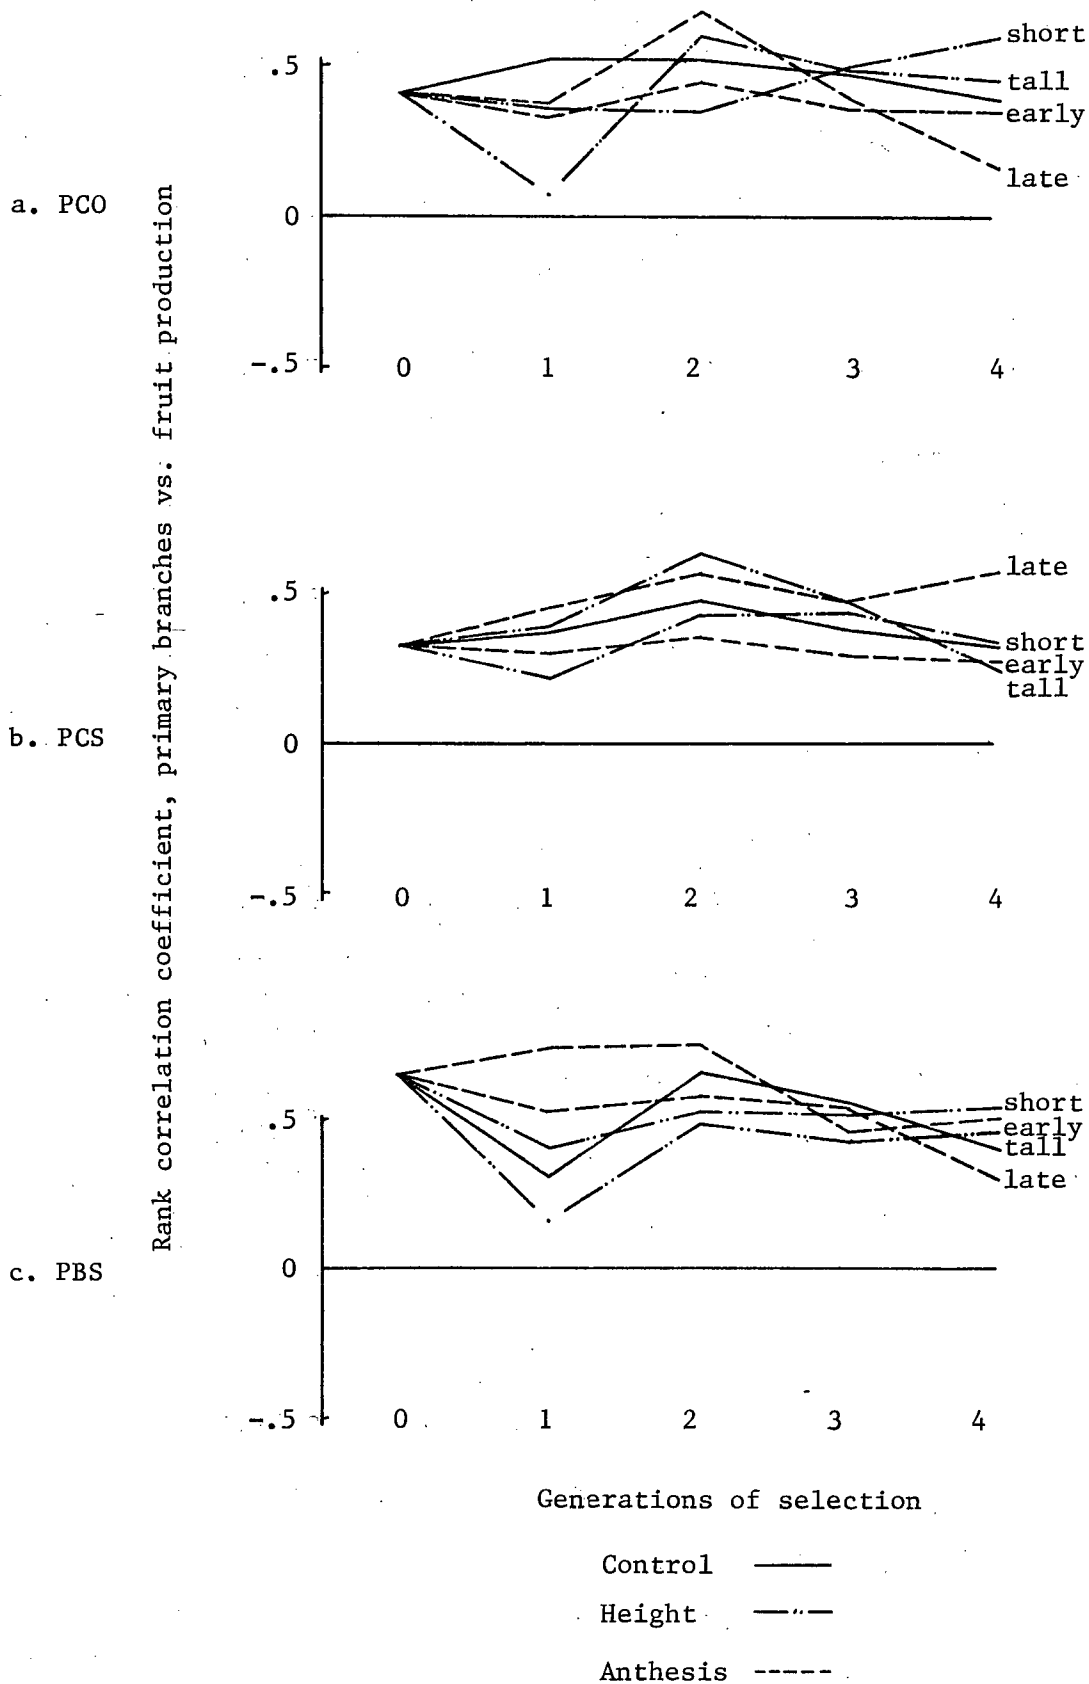 Rank correlation coefficient, primary branches vs. fruit production
a. PCO
.5
0
-.5
0 1 2 3 4
short
tall
early
late
b. PCS
.5
0
-.5
0 1 2 3 4
late
short
early
tall
c. PBS
.5
0
-.5
0 1 2 3 4
short
early
tall
late
Generations of selection
Control
Height
Anthesis